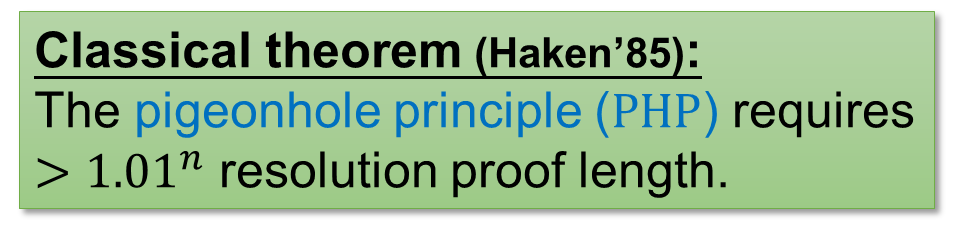 Classical theorem (Haken’85):
The pigeonhole principle (PHP) requires
> 1.01ⁿ resolution proof length.